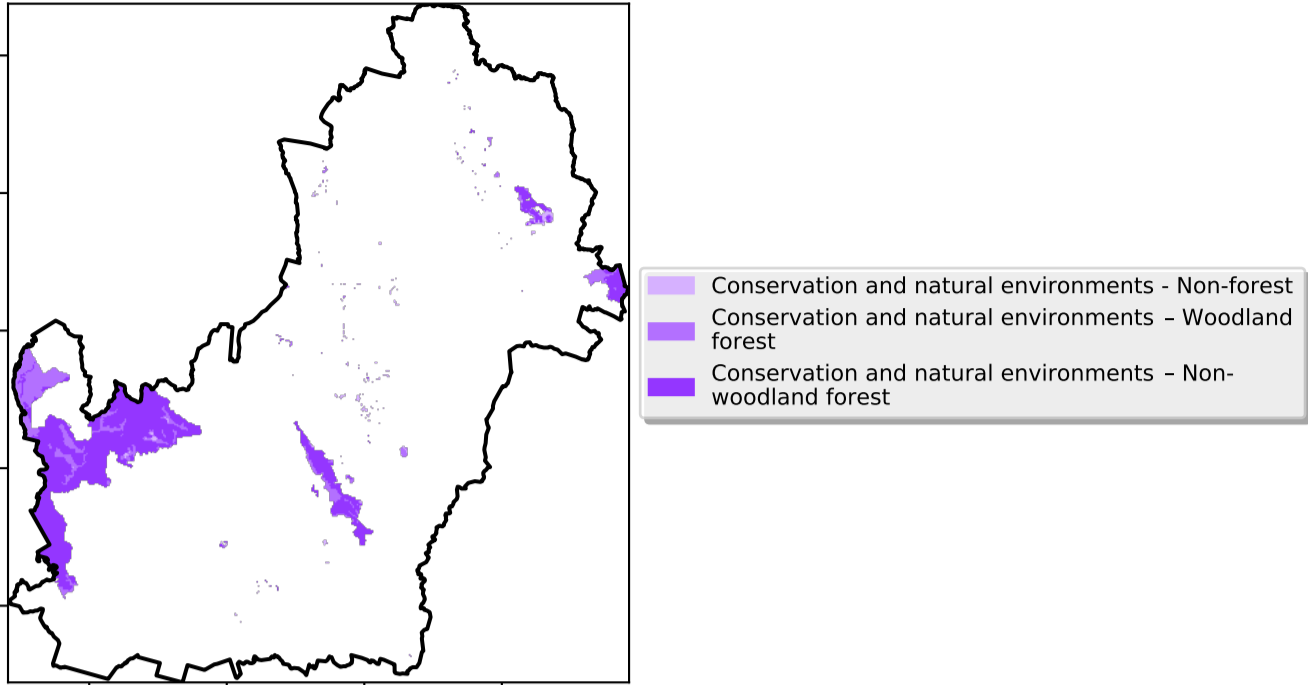 Conservation and natural environments - Non-forest
Conservation and natural environments – Woodland
forest
Conservation and natural environments – Non-
woodland forest